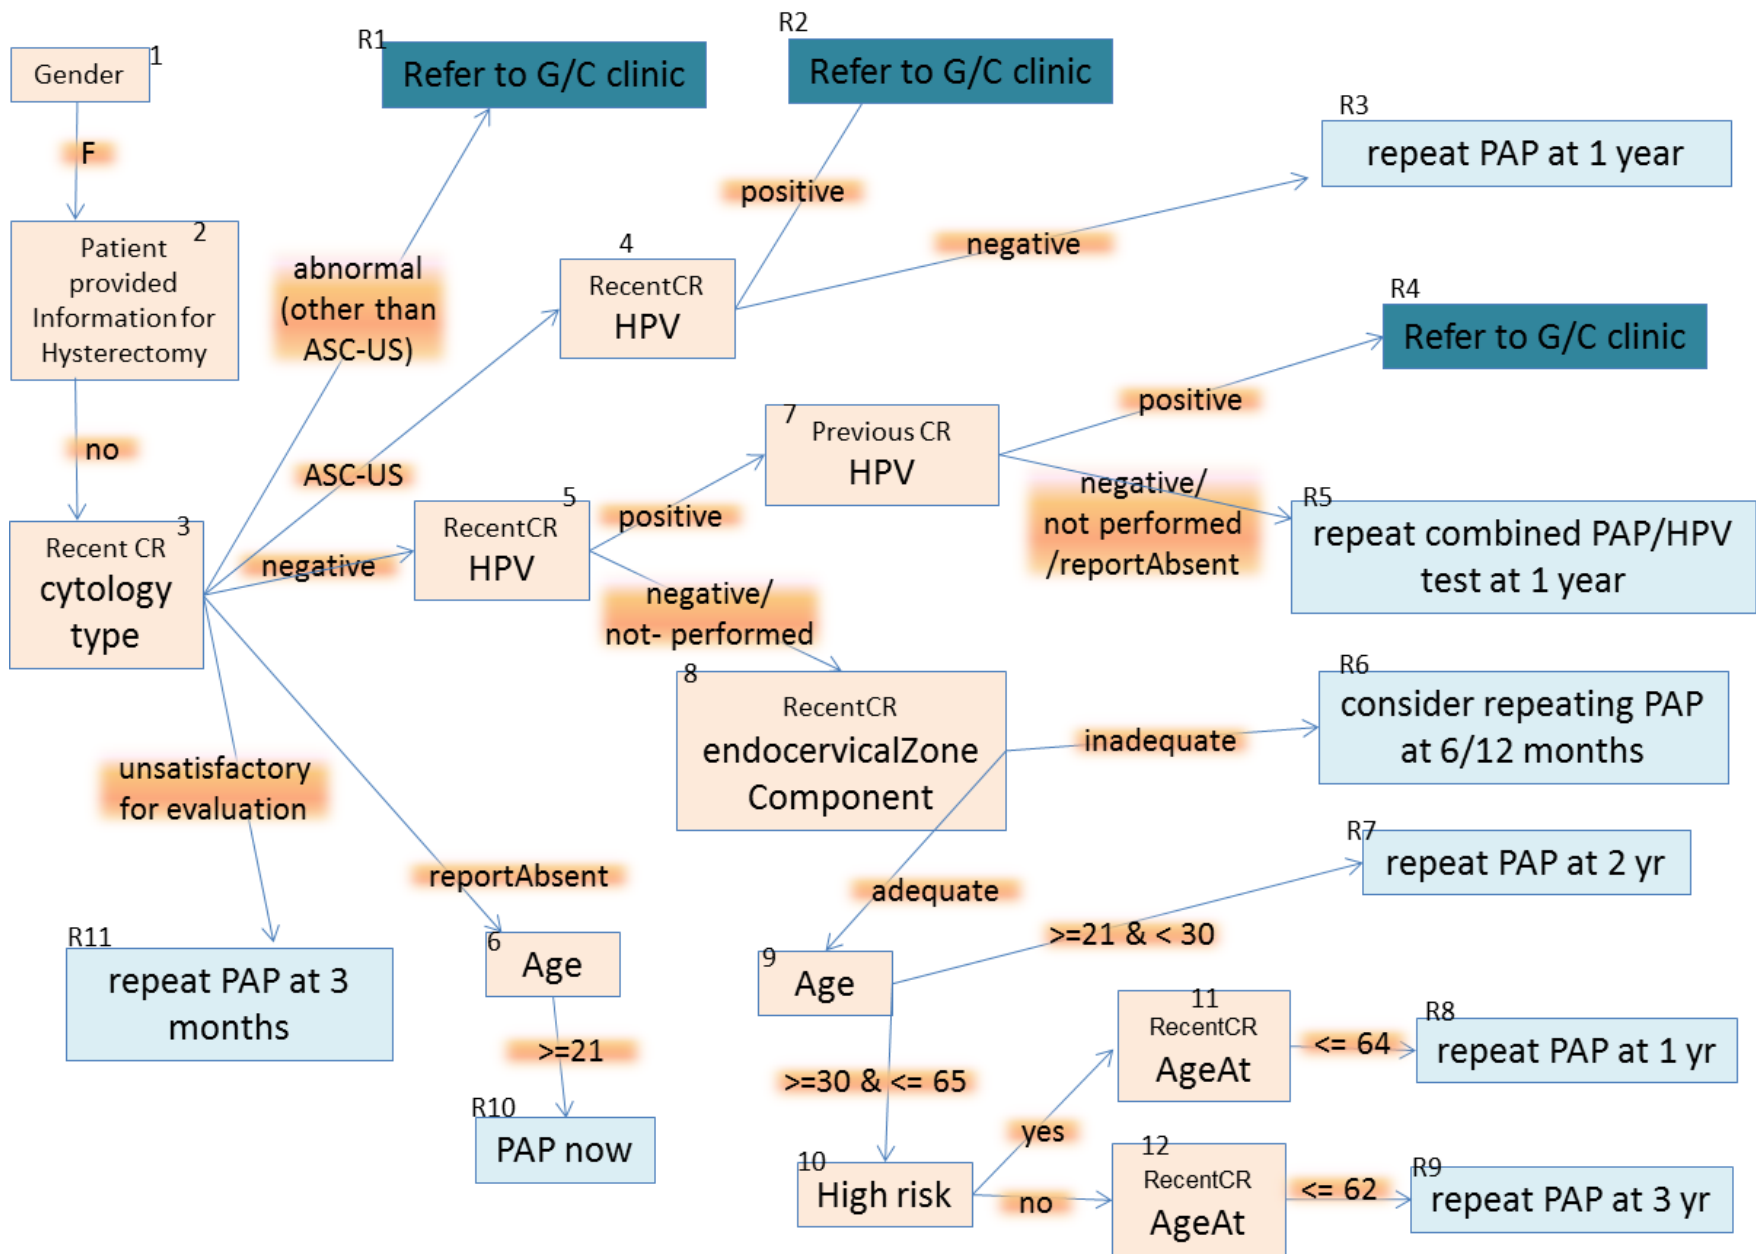 1
Gender
F
2
Patient
provided
Information for
Hysterectomy
no
3
Recent CR
cytology
type
R1
Refer to G/C clinic
R2
Refer to G/C clinic
R3
repeat PAP at 1 year
abnormal
(other than
ASC-US)
4
RecentCR
HPV
positive
negative
R4
Refer to G/C clinic
ASC-US
negative
5
RecentCR
HPV
positive
7
Previous CR
HPV
positive
negative/
not performed
/reportAbsent
R5
repeat combined PAP/HPV
test at 1 year
negative/
not- performed
8
RecentCR
endocervicalZone
Component
inadequate
R6
consider repeating PAP
at 6/12 months
unsatisfactory
for evaluation
reportAbsent
adequate
R7
repeat PAP at 2 yr
>=21 & < 30
R11
repeat PAP at 3
months
6
Age
>=21
R10
PAP now
9
Age
>=30 & <= 65
10
High risk
yes
no
11
RecentCR
AgeAt
<= 64
R8
repeat PAP at 1 yr
12
RecentCR
AgeAt
<= 62
R9
repeat PAP at 3 yr